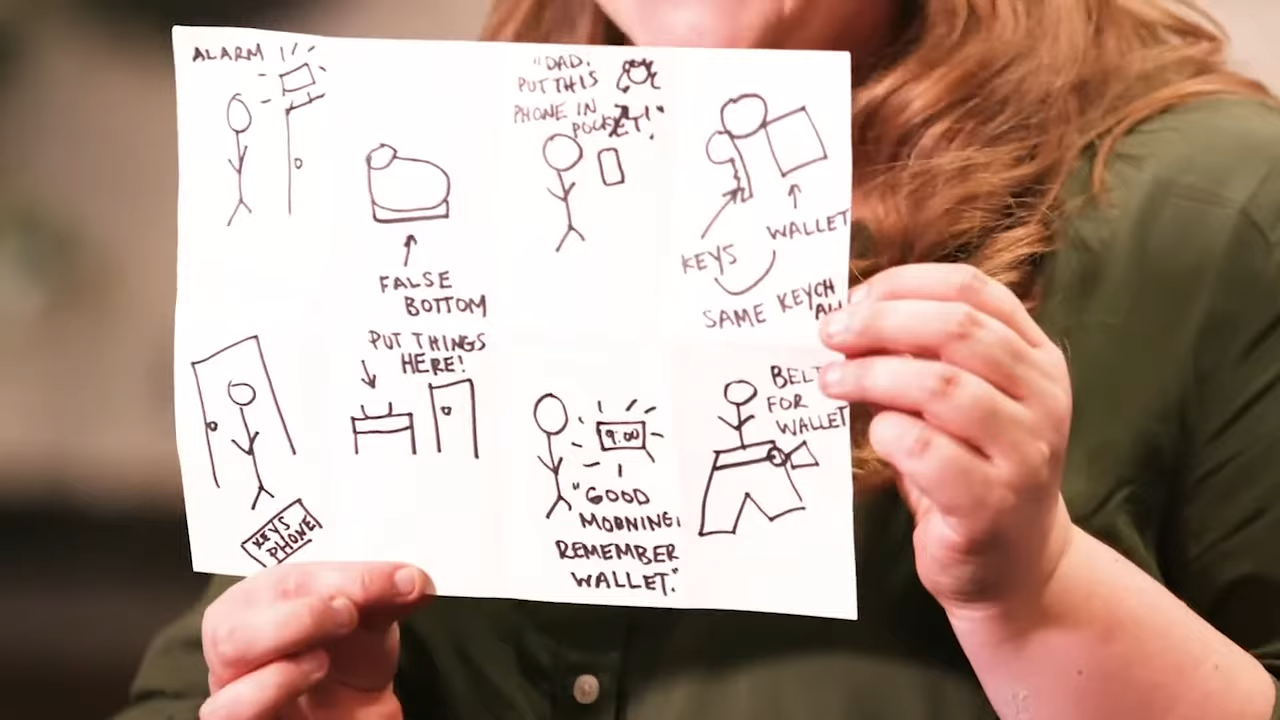 ALARM
FALSE
BOTTOM
"DAD,
PUT THIS
PHONE IN
POCKET!"
KEYS
WALLET
SAME KEYCH
KEYS
PHONE
PUT THINGS
HERE!
9:00
"GOOD
MORNING,
REMEMBER
WALLET."
BELT
FOR
WALLET